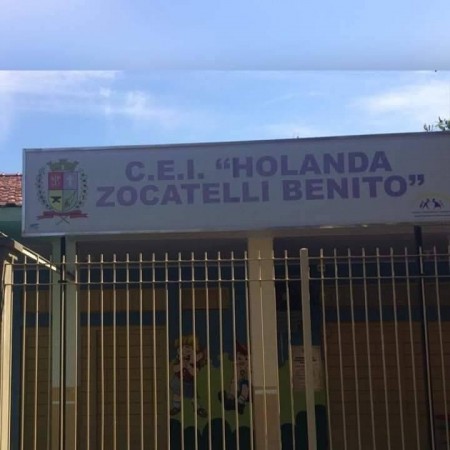 C.E.I. “HOLANDA
ZOCATELLI BENITO”